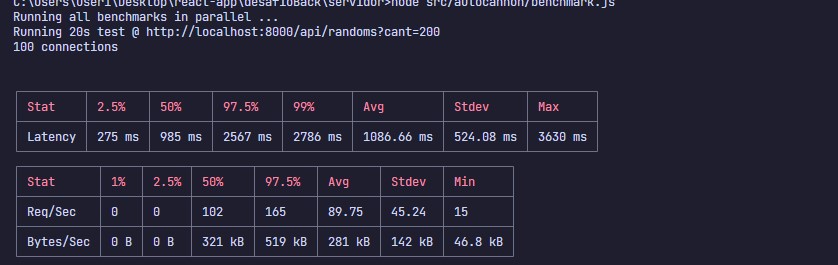 C:\Users\User1\Desktop\react-app\desafioBack\servidor>node src/autocannon/benchmark.js
Running all benchmarks in parallel ...
Running 20s test @ http://localhost:8000/api/randoms?cant=200
100 connections
Stat 2.5% 50% 97.5% 99% Avg Stdev Max
Latency 275 ms 985 ms 2567 ms 2786 ms 1086.66 ms 524.08 ms 3630 ms
Stat 1% 2.5% 50% 97.5% Avg Stdev Min
Req/Sec 0 0 102 165 89.75 45.24 15
Bytes/Sec 0 B 0 B 321 kB 519 kB 281 kB 142 kB 46.8 kB